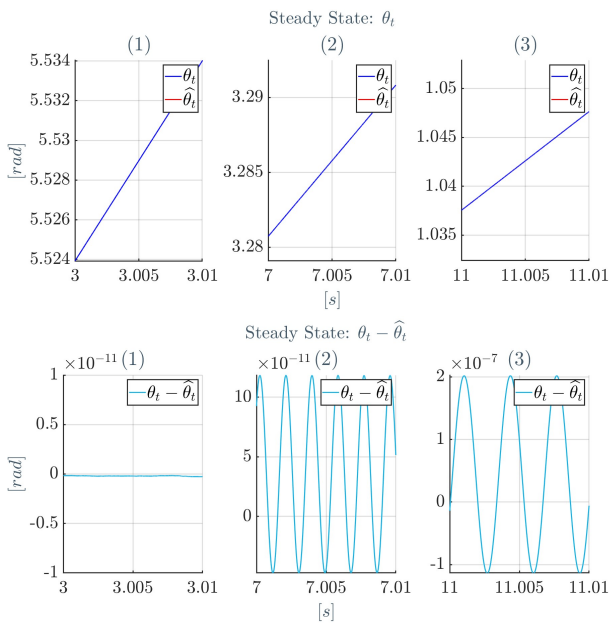 Steady State: θ_t
(1) (2) (3)
5.534
5.53
5.528
5.526
5.524
[rad]
θ_t
θ̂_t
3 3.005 3.01
3.29
3.285
3.28
θ_t
θ̂_t
7 7.005 7.01
[s]
1.05
1.045
1.04
1.035
θ_t
θ̂_t
11 11.005 11.01
Steady State: θ_t − θ̂_t
×10⁻¹¹ (1)
1
0.5
0
-0.5
-1
[rad]
θ_t − θ̂_t
3 3.005 3.01
×10⁻¹¹ (2)
10
5
0
θ_t − θ̂_t
7 7.005 7.01
[s]
×10⁻⁷ (3)
2
1
0
-1
θ_t − θ̂_t
11 11.005 11.01